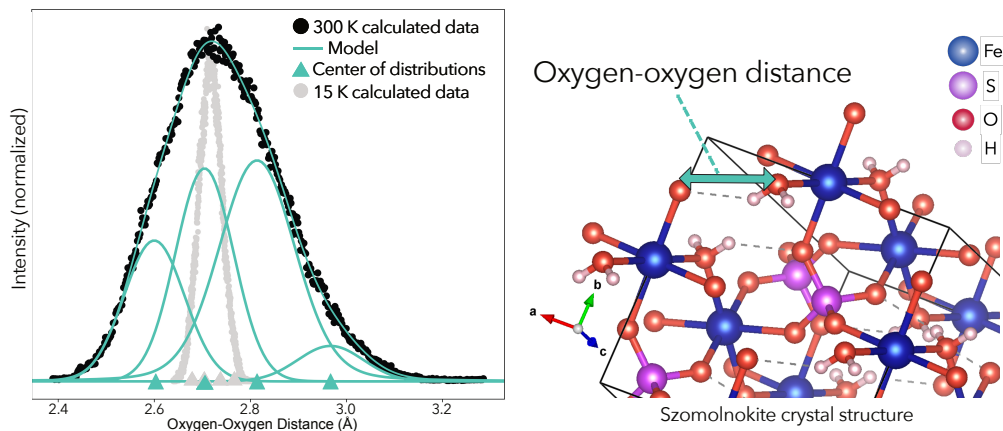 300 K calculated data
Model
Center of distributions
15 K calculated data
Intensity (normalized)
2.4 2.6 2.8 3.0 3.2
Oxygen-Oxygen Distance (Å)
Oxygen-oxygen distance
Fe
S
O
H
b
a
c
Szomolnokite crystal structure